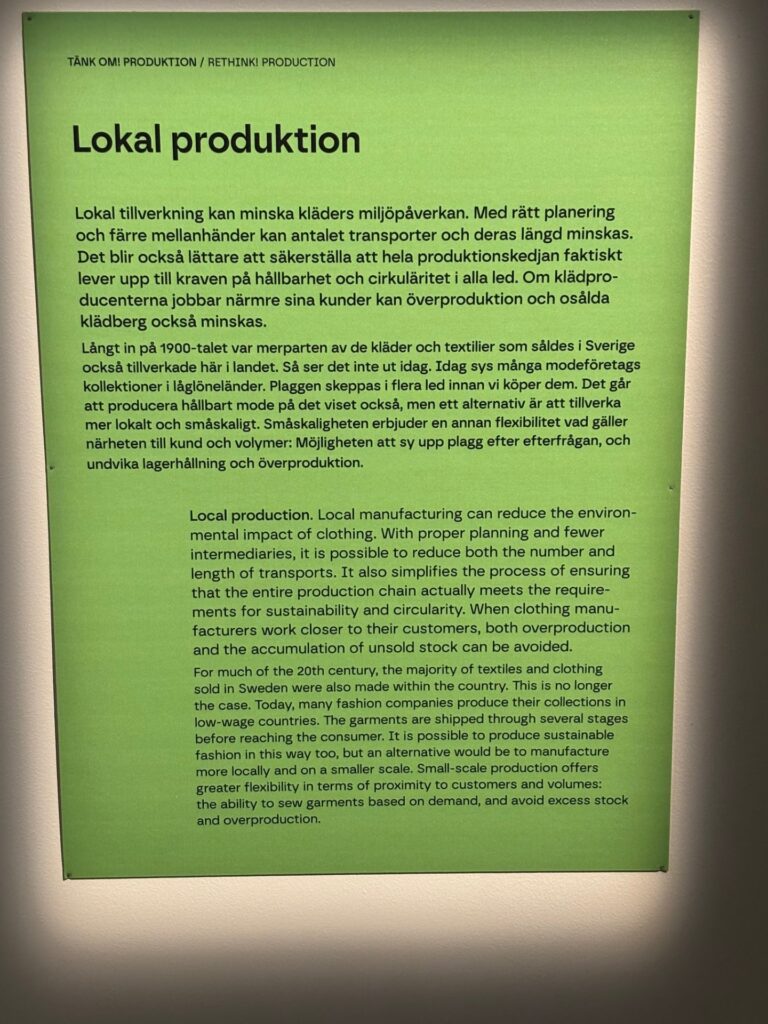 TÄNK OM! PRODUKTION / RETHINK! PRODUCTION
Lokal produktion
Lokal tillverkning kan minska kläders miljöpåverkan. Med rätt planering
och färre mellanhänder kan antalet transporter och deras längd minskas.
Det blir också lättare att säkerställa att hela produktionskedjan faktiskt
lever upp till kraven på hållbarhet och cirkuläritet i alla led. Om klädpro-
ducenterna jobbar närmre sina kunder kan överproduktion och osålda
klädberg också minskas.
Långt in på 1900-talet var merparten av de kläder och textilier som såldes i Sverige
också tillverkade här i landet. Så ser det inte ut idag. Idag sys många modeföretags
kollektioner i låglöneländer. Plaggen skeppas i flera led innan vi köper dem. Det går
att producera hållbart mode på det viset också, men ett alternativ är att tillverka
mer lokalt och småskaligt. Småskaligheten erbjuder en annan flexibilitet vad gäller
närheten till kund och volymer: Möjligheten att sy upp plagg efter efterfrågan, och
undvika lagerhållning och överproduktion.
Local production. Local manufacturing can reduce the environ-
mental impact of clothing. With proper planning and fewer
intermediaries, it is possible to reduce both the number and
length of transports. It also simplifies the process of ensuring
that the entire production chain actually meets the require-
ments for sustainability and circularity. When clothing manu-
facturers work closer to their customers, both overproduction
and the accumulation of unsold stock can be avoided.
For much of the 20th century, the majority of textiles and clothing
sold in Sweden were also made within the country. This is no longer
the case. Today, many fashion companies produce their collections in
low-wage countries. The garments are shipped through several stages
before reaching the consumer. It is possible to produce sustainable
fashion in this way too, but an alternative would be to manufacture
more locally and on a smaller scale. Small-scale production offers
greater flexibility in terms of proximity to customers and volumes:
the ability to sew garments based on demand, and avoid excess stock
and overproduction.